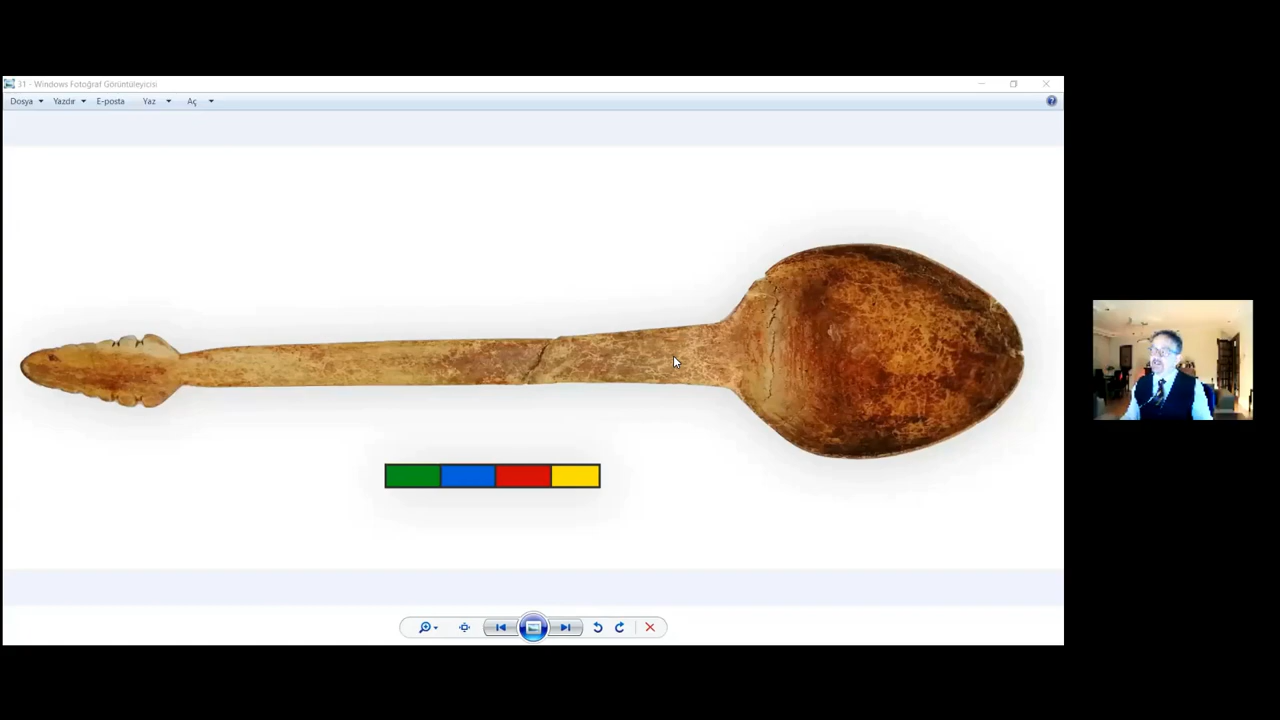 31 - Windows Fotoğraf Görüntüleyicisi
Dosya Yazdır E-posta Yaz Aç